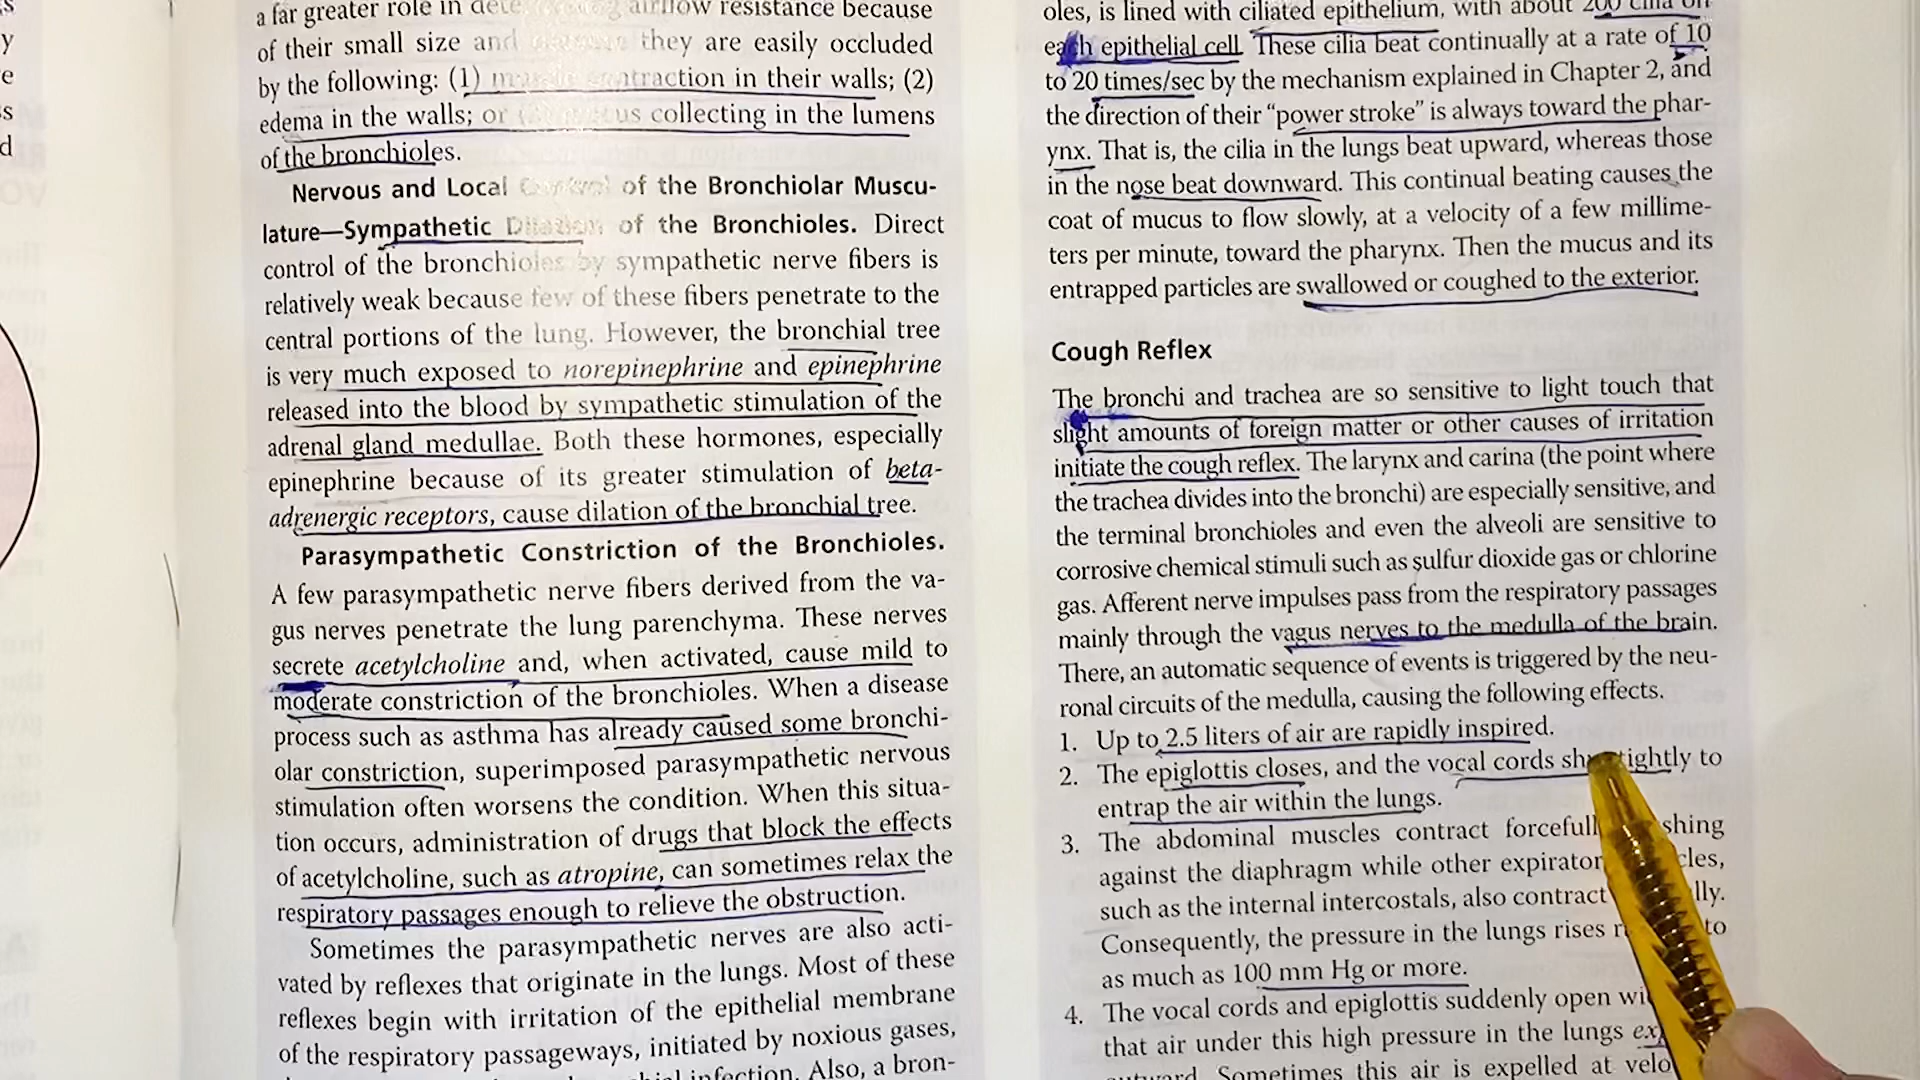 a far greater role in airflow resistance because
of their small size and they are easily occluded
by the following: (1) contraction in their walls; (2)
edema in the walls; or collecting in the lumens
of the bronchioles.
Nervous and Local Control of the Bronchiolar Muscu-
lature—Sympathetic Dilation of the Bronchioles. Direct
control of the bronchioles by sympathetic nerve fibers is
relatively weak because few of these fibers penetrate to the
central portions of the lung. However, the bronchial tree
is very much exposed to norepinephrine and epinephrine
released into the blood by sympathetic stimulation of the
adrenal gland medullae. Both these hormones, especially
epinephrine because of its greater stimulation of beta-
adrenergic receptors, cause dilation of the bronchial tree.
Parasympathetic Constriction of the Bronchioles.
A few parasympathetic nerve fibers derived from the va-
gus nerves penetrate the lung parenchyma. These nerves
secrete acetylcholine and, when activated, cause mild to
moderate constriction of the bronchioles. When a disease
process such as asthma has already caused some bronchi-
olar constriction, superimposed parasympathetic nervous
stimulation often worsens the condition. When this situa-
tion occurs, administration of drugs that block the effects
of acetylcholine, such as atropine, can sometimes relax the
respiratory passages enough to relieve the obstruction.
Sometimes the parasympathetic nerves are also acti-
vated by reflexes that originate in the lungs. Most of these
reflexes begin with irritation of the epithelial membrane
of the respiratory passageways, initiated by noxious gases,
infection. Also, a bron-
oles, is lined with ciliated epithelium, with about 200 cilia on
each epithelial cell. These cilia beat continually at a rate of 10
to 20 times/sec by the mechanism explained in Chapter 2, and
the direction of their “power stroke” is always toward the phar-
ynx. That is, the cilia in the lungs beat upward, whereas those
in the nose beat downward. This continual beating causes the
coat of mucus to flow slowly, at a velocity of a few millime-
ters per minute, toward the pharynx. Then the mucus and its
entrapped particles are swallowed or coughed to the exterior.
Cough Reflex
The bronchi and trachea are so sensitive to light touch that
slight amounts of foreign matter or other causes of irritation
initiate the cough reflex. The larynx and carina (the point where
the trachea divides into the bronchi) are especially sensitive, and
the terminal bronchioles and even the alveoli are sensitive to
corrosive chemical stimuli such as sulfur dioxide gas or chlorine
gas. Afferent nerve impulses pass from the respiratory passages
mainly through the vagus nerves to the medulla of the brain.
There, an automatic sequence of events is triggered by the neu-
ronal circuits of the medulla, causing the following effects.
1. Up to 2.5 liters of air are rapidly inspired.
2. The epiglottis closes, and the vocal cords shut tightly to
entrap the air within the lungs.
3. The abdominal muscles contract
against the diaphragm while other
such as the internal intercostals, also contract
Consequently, the pressure in the lungs rises to
as much as 100 mm Hg or more.
4. The vocal cords and epiglottis suddenly open
that air under this high pressure in the lungs
outward. Sometimes this air is expelled at